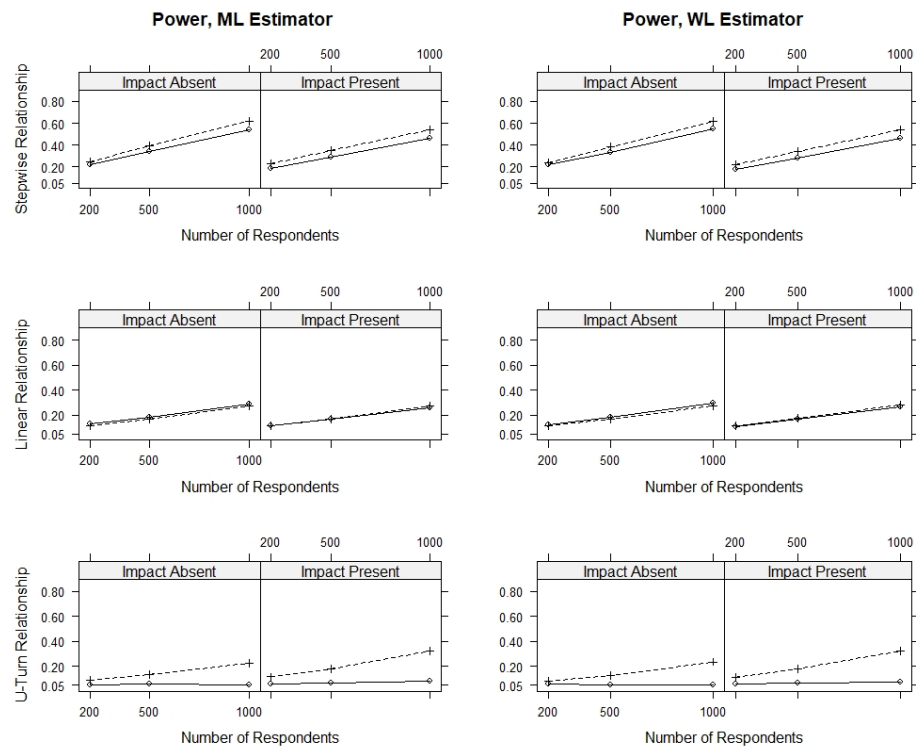 Power, ML Estimator
200 500 1000
Impact Absent Impact Present
Stepwise Relationship
0.80
0.60
0.40
0.20
0.05
200 500 1000
Number of Respondents
200 500 1000
Impact Absent Impact Present
Linear Relationship
0.80
0.60
0.40
0.20
0.05
200 500 1000
Number of Respondents
200 500 1000
Impact Absent Impact Present
U-Turn Relationship
0.80
0.60
0.40
0.20
0.05
200 500 1000
Number of Respondents
Power, WL Estimator
200 500 1000
Impact Absent Impact Present
0.80
0.60
0.40
0.20
0.05
200 500 1000
Number of Respondents
200 500 1000
Impact Absent Impact Present
0.80
0.60
0.40
0.20
0.05
200 500 1000
Number of Respondents
200 500 1000
Impact Absent Impact Present
0.80
0.60
0.40
0.20
0.05
200 500 1000
Number of Respondents